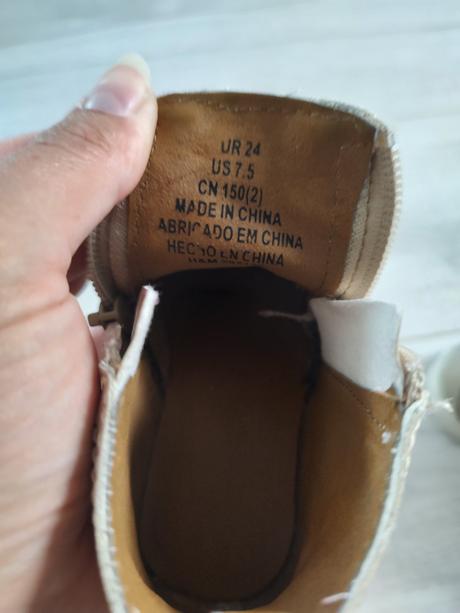 UR 24
US 7.5
CN 150(2)
MADE IN CHINA
ABRICADO EM CHINA
HECHO EN CHINA